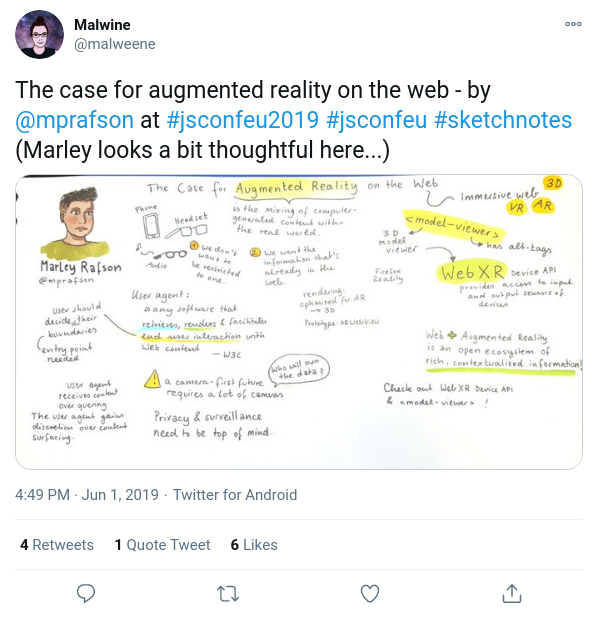 Malwine
@malweene
The case for augmented reality on the web - by
@mprafson at #jsconfeu2019 #jsconfeu #sketchnotes
(Marley looks a bit thoughtful here...)
The Case for Augmented Reality on the Web
3D
Immersive web
VR AR
Phone
Headset
Audio
is the mixing of computer-
generated content with
the real world.
① We don't
want to
be restricted
to one.
② We want the
information that's
already in the
web.
<model-viewer>
3D
model
viewer
↳ has alt-tags
Firefox
Reality
WebXR Device API
provides access to input
and output sensors of
devices
Marley Rafson
@mprafson
rendering:
optimised for AR
→ 3D
Prototype: AR WebView
User agent:
is any software that
retrieves, renders & facilitates
end user interaction with
Web content
- W3C
user should
decide their
boundaries
entry point
needed
Web + Augmented Reality
is an open ecosystem of
rich, contextualized information!
who will own
the data?
a camera-first future
requires a lot of
User agent
receives content
over querying
The user agent gains
discretion over content
surfacing.
Privacy & surveillance
need to be top of mind.
Check out WebXR Device API
& <model-viewer> !
4:49 PM · Jun 1, 2019 · Twitter for Android
4 Retweets 1 Quote Tweet 6 Likes